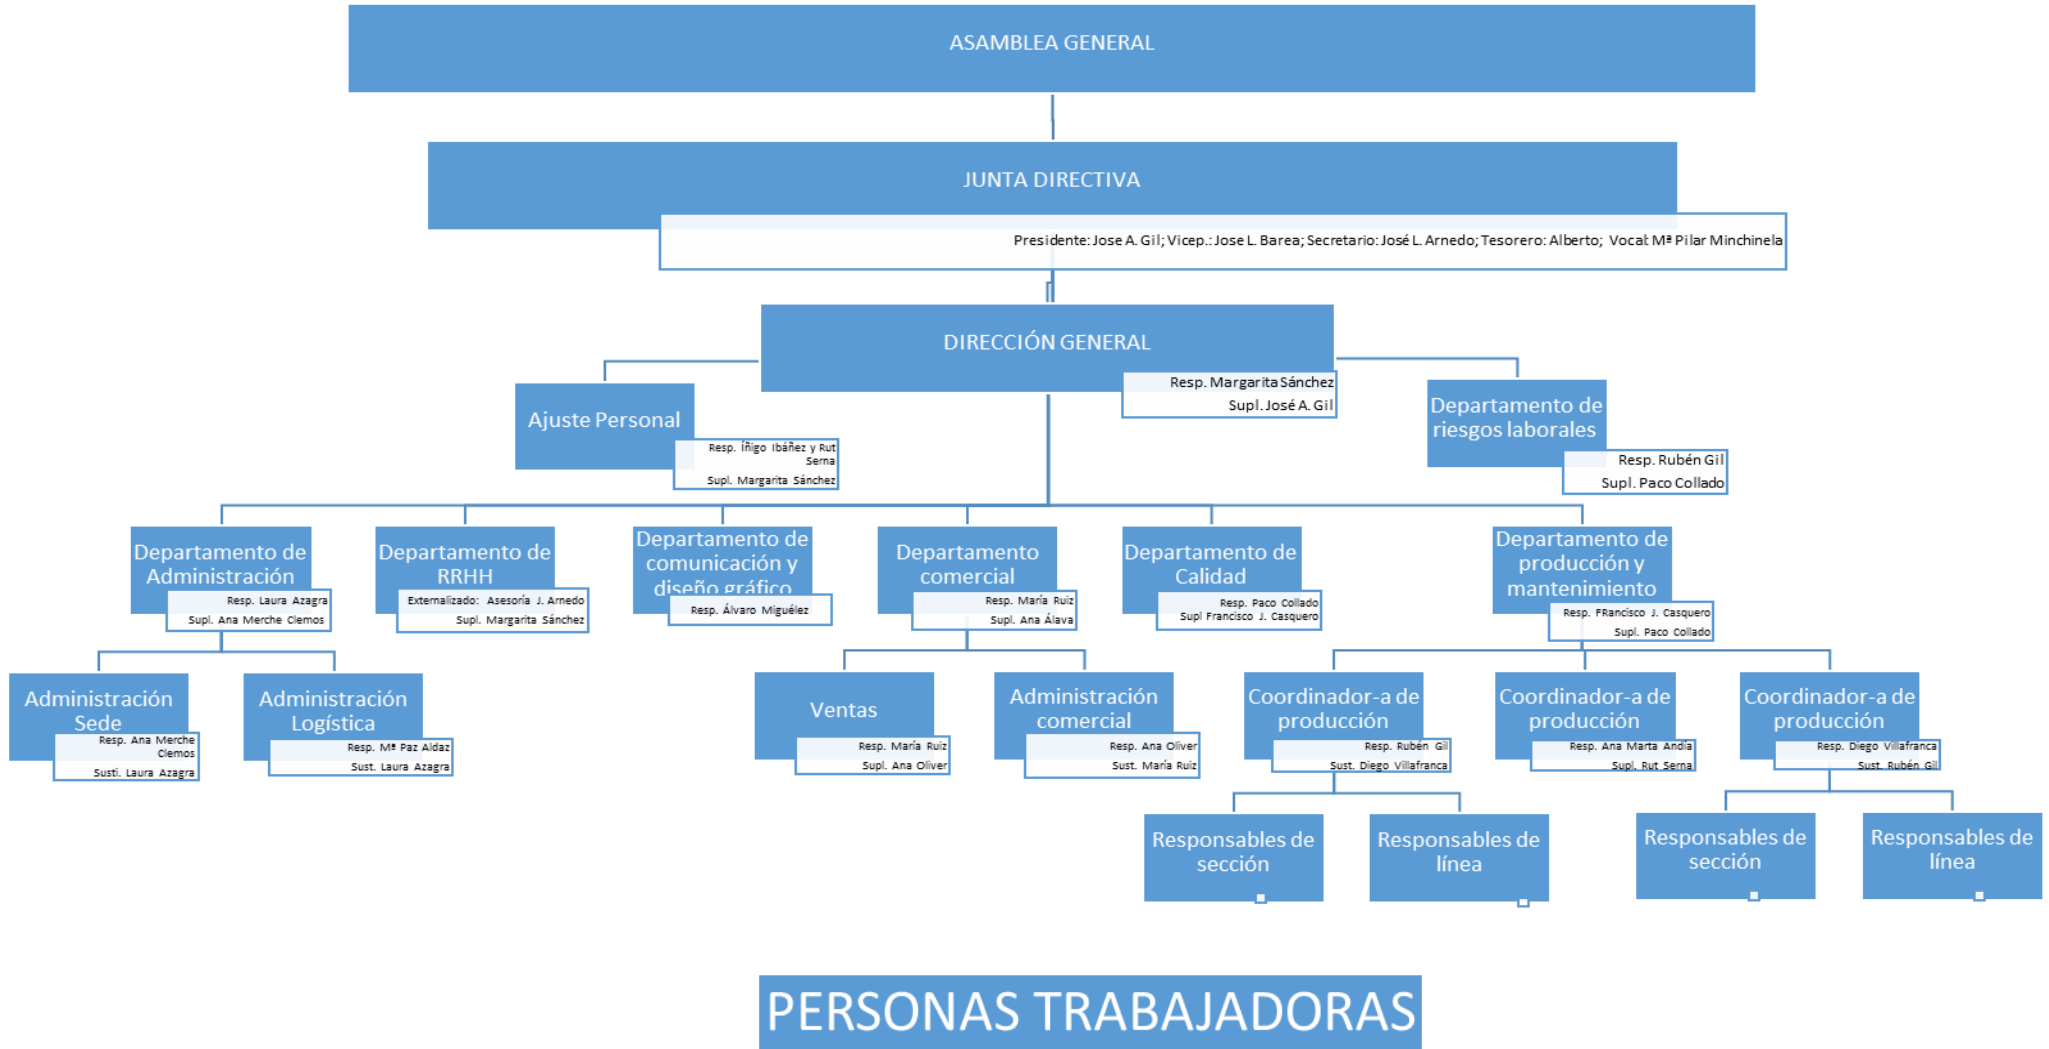 ASAMBLEA GENERAL
JUNTA DIRECTIVA
Presidente: Jose A. Gil; Vicep.: Jose L. Barea; Secretario: José L. Arnedo; Tesorero: Alberto; Vocal: Mª Pilar Minchinela
DIRECCIÓN GENERAL
Resp. Margarita Sánchez
Supl. José A. Gil
Ajuste Personal
Resp. Íñigo Ibáñez y Rut
Serna
Supl. Margarita Sánchez
Departamento de
riesgos laborales
Resp. Rubén Gil
Supl. Paco Collado
Departamento de
Administración
Resp. Laura Azagra
Supl. Ana Merche Clemos
Departamento de
RRHH
Externalizado: Asesoría J. Arnedo
Supl. Margarita Sánchez
Departamento de
comunicación y
diseño gráfico
Resp. Álvaro Miguélez
Departamento
comercial
Resp. María Ruiz
Supl. Ana Álava
Departamento de
Calidad
Resp. Paco Collado
Supl Francisco J. Casquero
Departamento de
producción y
mantenimiento
Resp. FRancisco J. Casquero
Supl. Paco Collado
Administración
Sede
Resp. Ana Merche
Clemos
Susti. Laura Azagra
Administración
Logística
Resp. Mª Paz Aldaz
Sust. Laura Azagra
Ventas
Resp. María Ruiz
Supl. Ana Oliver
Administración
comercial
Resp. Ana Oliver
Sust. María Ruiz
Coordinador-a de
producción
Resp. Rubén Gil
Sust. Diego Villafranca
Coordinador-a de
producción
Resp. Ana Marta Andía
Supl. Rut Serna
Coordinador-a de
producción
Resp. Diego Villafranca
Sust. Rubén Gil
Responsables de
sección
Responsables de
línea
Responsables de
sección
Responsables de
línea
PERSONAS TRABAJADORAS